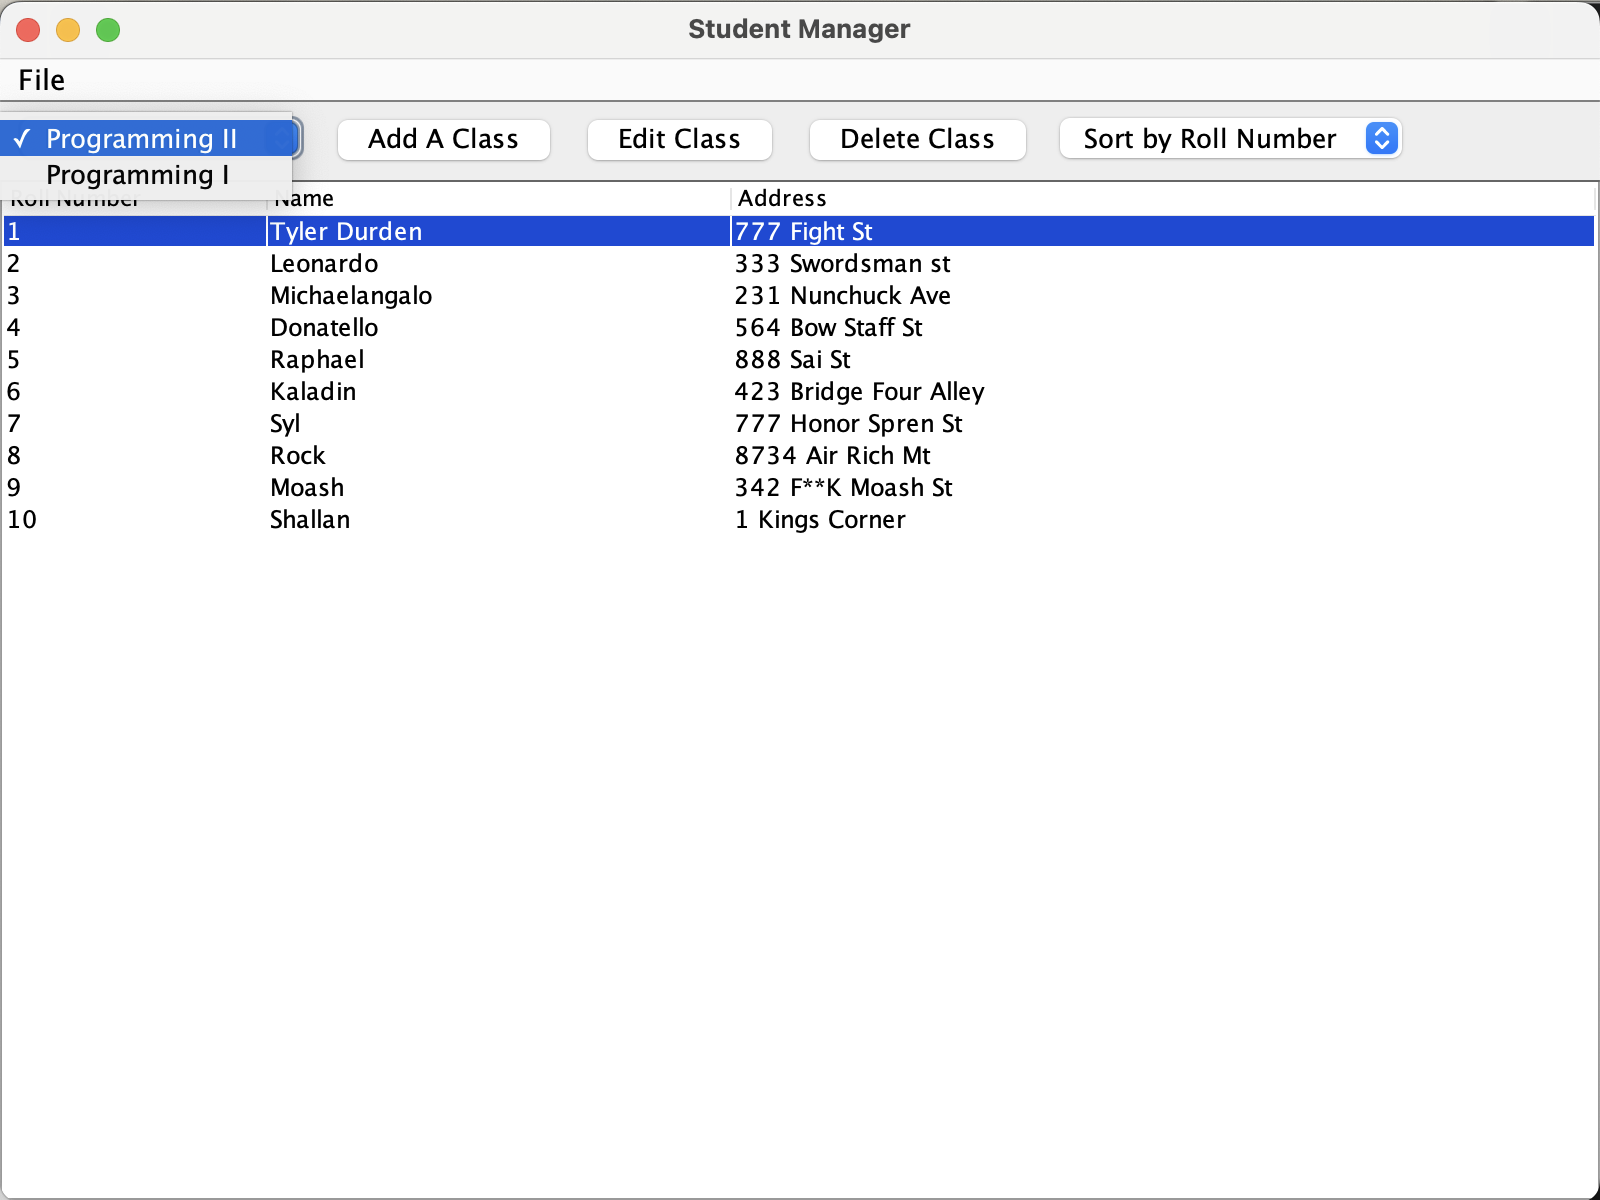 Student Manager
File
✓ Programming II Add A Class Edit Class Delete Class Sort by Roll Number
Programming I
Roll Number Name Address
1 Tyler Durden 777 Fight St
2 Leonardo 333 Swordsman st
3 Michaelangalo 231 Nunchuck Ave
4 Donatello 564 Bow Staff St
5 Raphael 888 Sai St
6 Kaladin 423 Bridge Four Alley
7 Syl 777 Honor Spren St
8 Rock 8734 Air Rich Mt
9 Moash 342 F**K Moash St
10 Shallan 1 Kings Corner